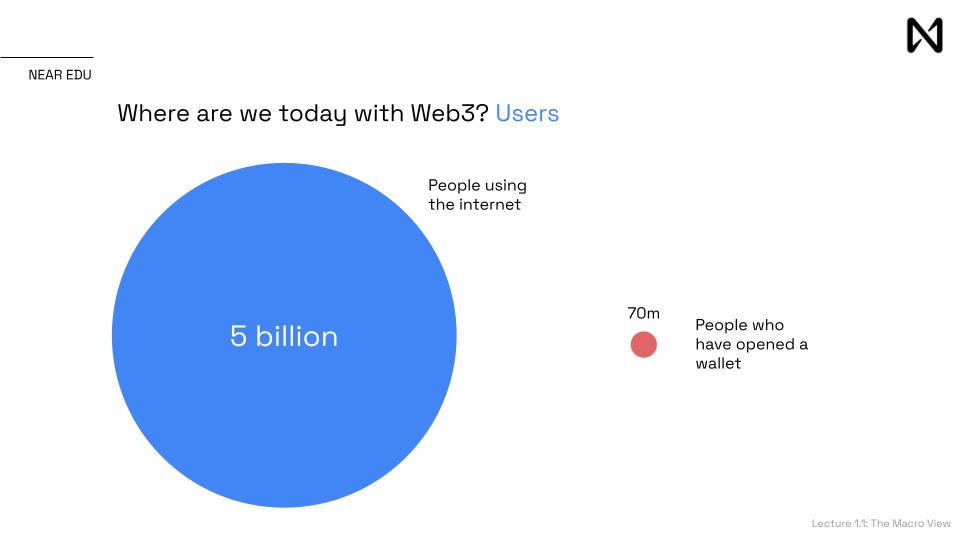 NEAR EDU
Where are we today with Web3? Users
People using
the internet
5 billion
70m
People who
have opened a
wallet
Lecture 1.1: The Macro View